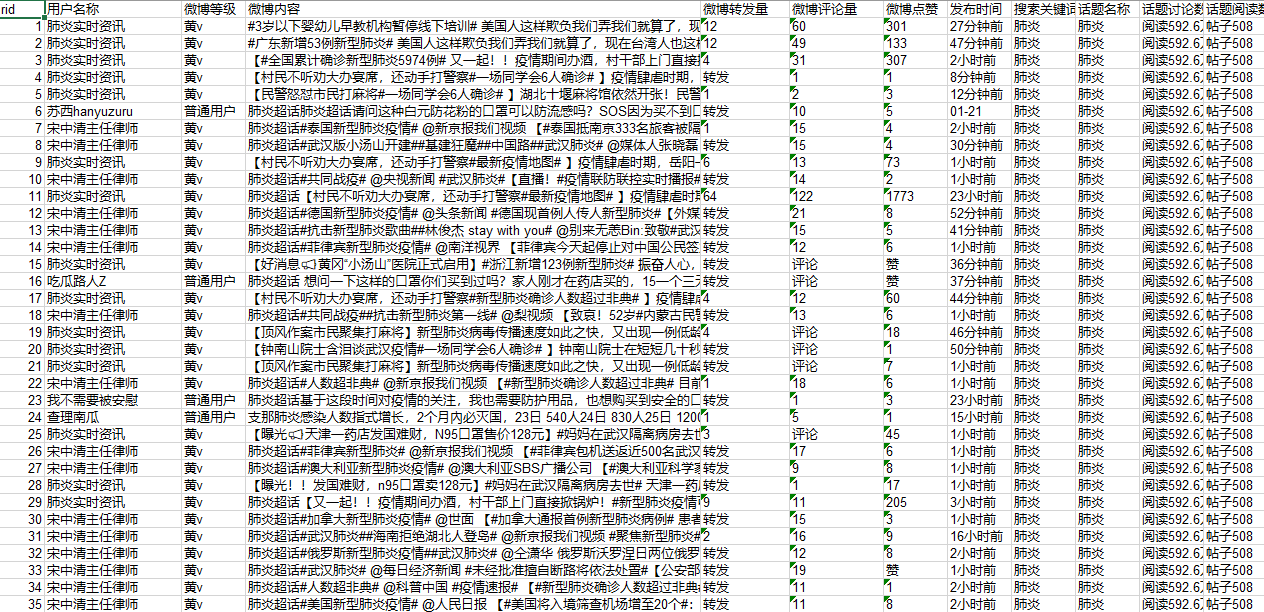 rid 用户名称 微博等级 微博内容 微博转发量 微博评论量 微博点赞 发布时间 搜索关键词 话题名称 话题讨论数 话题阅读数
1 肺炎实时资讯 黄v #3岁以下婴幼儿早教机构暂停线下培训# 美国人这样欺负我们弄我们就算了，现 12 60 301 27分钟前 肺炎 肺炎 阅读592.6 帖子508
2 肺炎实时资讯 黄v #广东新增53例新型肺炎# 美国人这样欺负我们弄我们就算了，现在台湾人也这样 12 49 133 47分钟前 肺炎 肺炎 阅读592.6 帖子508
3 肺炎实时资讯 黄v 【#全国累计确诊新型肺炎5974例# 又一起！！疫情期间办酒，村干部上门直接掀 4 31 307 2小时前 肺炎 肺炎 阅读592.6 帖子508
4 肺炎实时资讯 黄v 【村民不听劝大办宴席，还动手打警察#一场同学会6人确诊# 】疫情肆虐时期， 转发 1 1 8分钟前 肺炎 肺炎 阅读592.6 帖子508
5 肺炎实时资讯 黄v 【民警怒怼市民打麻将#一场同学会6人确诊# 】湖北十堰麻将馆依然开张！民警 1 2 3 12分钟前 肺炎 肺炎 阅读592.6 帖子508
6 苏西hanyuzuru 普通用户 肺炎超话肺炎超话请问这种白元防花粉的口罩可以防流感吗？SOS因为买不到口 转发 10 5 01-21 肺炎 肺炎 阅读592.6 帖子508
7 宋中清主任律师 黄v 肺炎超话#泰国新型肺炎疫情# @新京报我们视频 【#泰国抵南京333名旅客被隔 1 15 4 2小时前 肺炎 肺炎 阅读592.6 帖子508
8 宋中清主任律师 黄v 肺炎超话#武汉版小汤山开建##基建狂魔##中国路##武汉肺炎# @媒体人张晓磊 转发 15 4 30分钟前 肺炎 肺炎 阅读592.6 帖子508
9 肺炎实时资讯 黄v 【村民不听劝大办宴席，还动手打警察#最新疫情地图# 】疫情肆虐时期，岳阳一 6 13 73 1小时前 肺炎 肺炎 阅读592.6 帖子508
10 宋中清主任律师 黄v 肺炎超话#共同战疫# @央视新闻 #武汉肺炎#【直播！#疫情联防联控实时播报# 转发 14 2 1小时前 肺炎 肺炎 阅读592.6 帖子508
11 肺炎实时资讯 黄v 肺炎超话【村民不听劝大办宴席，还动手打警察#最新疫情地图# 】疫情肆虐时期 64 122 1773 23小时前 肺炎 肺炎 阅读592.6 帖子508
12 宋中清主任律师 黄v 肺炎超话#德国新型肺炎疫情# @头条新闻 #德国现首例人传人新型肺炎#【外媒 转发 21 8 52分钟前 肺炎 肺炎 阅读592.6 帖子508
13 宋中清主任律师 黄v 肺炎超话#抗击新型肺炎歌曲##林俊杰 stay with you# @别来无恙Bin:致敬#武汉 转发 15 5 41分钟前 肺炎 肺炎 阅读592.6 帖子508
14 宋中清主任律师 黄v 肺炎超话#菲律宾新型肺炎疫情# @南洋视界 【菲律宾今天起停止对中国公民签 转发 12 6 1小时前 肺炎 肺炎 阅读592.6 帖子508
15 肺炎实时资讯 黄v 【好消息黄冈“小汤山”医院正式启用】#浙江新增123例新型肺炎# 振奋人心， 转发 评论 赞 36分钟前 肺炎 肺炎 阅读592.6 帖子508
16 吃瓜路人Z 普通用户 肺炎超话 想问一下这样的口罩你们买到过吗？家人刚才在药店买的，15一个三 转发 评论 赞 37分钟前 肺炎 肺炎 阅读592.6 帖子508
17 肺炎实时资讯 黄v 【村民不听劝大办宴席，还动手打警察#新型肺炎确诊人数超过非典# 】疫情肆虐 4 12 60 44分钟前 肺炎 肺炎 阅读592.6 帖子508
18 宋中清主任律师 黄v 肺炎超话#共同战疫##抗击新型肺炎第一线# @梨视频 【致哀！52岁#内蒙古民警 转发 13 6 1小时前 肺炎 肺炎 阅读592.6 帖子508
19 肺炎实时资讯 黄v 【顶风作案市民聚集打麻将】新型肺炎病毒传播速度如此之快，又出现一例低龄 4 评论 18 46分钟前 肺炎 肺炎 阅读592.6 帖子508
20 肺炎实时资讯 黄v 【钟南山院士含泪谈武汉疫情#一场同学会6人确诊# 】钟南山院士在短短几十秒 转发 评论 1 50分钟前 肺炎 肺炎 阅读592.6 帖子508
21 肺炎实时资讯 黄v 【顶风作案市民聚集打麻将】新型肺炎病毒传播速度如此之快，又出现一例低龄 转发 评论 7 1小时前 肺炎 肺炎 阅读592.6 帖子508
22 宋中清主任律师 黄v 肺炎超话#人数超非典# @新京报我们视频 【#新型肺炎确诊人数超过非典# 目前 1 18 6 1小时前 肺炎 肺炎 阅读592.6 帖子508
23 我不需要被安慰 普通用户 肺炎超话基于这段时间对疫情的关注，我也需要防护用品，也想购买到安全的口 转发 1 3 23小时前 肺炎 肺炎 阅读592.6 帖子508
24 查理南瓜 普通用户 支那肺炎感染人数指式增长，2个月内必灭国，23日 540人24日 830人25日 1200 1 5 1 15小时前 肺炎 肺炎 阅读592.6 帖子508
25 肺炎实时资讯 黄v 【曝光天津一药店发国难财，N95口罩售价128元】#妈妈在武汉隔离病房去世 3 评论 45 1小时前 肺炎 肺炎 阅读592.6 帖子508
26 宋中清主任律师 黄v 肺炎超话#菲律宾新型肺炎# @新京报我们视频 【#菲律宾包机送返近500名武汉 转发 17 6 1小时前 肺炎 肺炎 阅读592.6 帖子508
27 宋中清主任律师 黄v 肺炎超话#澳大利亚新型肺炎疫情# @澳大利亚SBS广播公司 【#澳大利亚科学家 转发 9 8 1小时前 肺炎 肺炎 阅读592.6 帖子508
28 肺炎实时资讯 黄v 【曝光！！发国难财，n95口罩卖128元】#妈妈在武汉隔离病房去世# 天津一药店 转发 1 17 1小时前 肺炎 肺炎 阅读592.6 帖子508
29 肺炎实时资讯 黄v 肺炎超话【又一起！！疫情期间办酒，村干部上门直接掀锅炉！#新型肺炎疫情# 9 11 205 3小时前 肺炎 肺炎 阅读592.6 帖子508
30 宋中清主任律师 黄v 肺炎超话#加拿大新型肺炎疫情# @世面 【#加拿大通报首例新型肺炎病例# 患者 转发 15 3 1小时前 肺炎 肺炎 阅读592.6 帖子508
31 宋中清主任律师 黄v 肺炎超话#武汉肺炎##海南拒绝湖北人登岛# @新京报我们视频 #聚焦新型肺炎# 2 16 9 16小时前 肺炎 肺炎 阅读592.6 帖子508
32 宋中清主任律师 黄v 肺炎超话#俄罗斯新型肺炎疫情##武汉肺炎# @仝潇华 俄罗斯沃罗涅日两位俄罗 转发 12 8 2小时前 肺炎 肺炎 阅读592.6 帖子508
33 宋中清主任律师 黄v 肺炎超话#武汉肺炎# @每日经济新闻 #未经批准擅自断路将依法处置#【公安部 转发 19 赞 1小时前 肺炎 肺炎 阅读592.6 帖子508
34 宋中清主任律师 黄v 肺炎超话#人数超非典# @科普中国 #疫情速报# 【#新型肺炎确诊人数超过非典# 转发 11 1 2小时前 肺炎 肺炎 阅读592.6 帖子508
35 宋中清主任律师 黄v 肺炎超话#美国新型肺炎疫情# @人民日报 【#美国将入境筛查机场增至20个#： 转发 11 8 2小时前 肺炎 肺炎 阅读592.6 帖子508